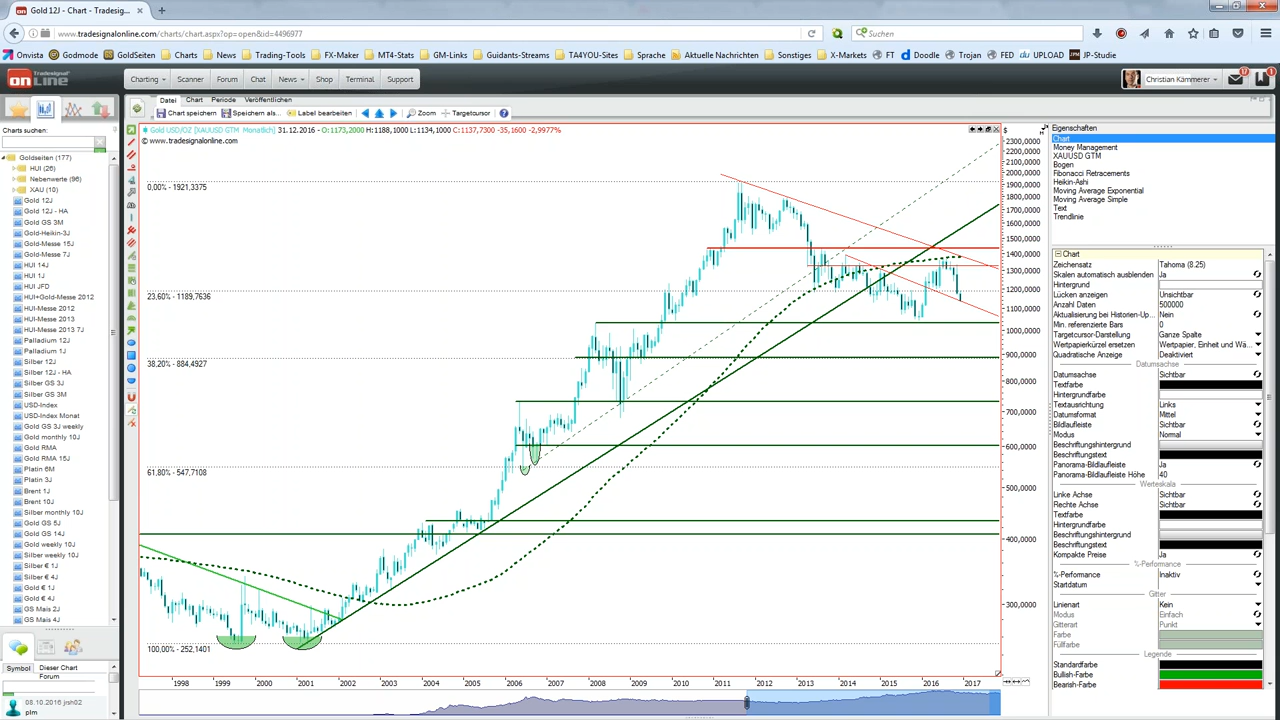 Gold 12J - Chart - Tradesig...
www.tradesignalonline.com/charts/chart.aspx?op=open&uid=4496977
Suchen
Onvista Godmode GoldSeiten Charts News Trading-Tools FX-Maker MT4-Stats GM-Links Guidants-Streams TA4YOU-Sites Sprache Aktuelle Nachrichten Sonstiges X-Markets FT Doodle Trojan FED UPLOAD JP-Studie
Tradesignal
ON LINE
Charting Scanner Forum Chat News Shop Terminal Support
Christian Kämmerer
Datei Chart Periode Veröffentlichen
Chart speichern Speichern als... Label bearbeiten Zoom Targetcursor
Charts suchen:
Goldseiten (177)
HUI (26)
Nebenwerte (96)
XAU (10)
Gold 12J
Gold 12J - HA
Gold GS 3M
Gold-Heikin-3J
Gold-Messe 15J
Gold-Messe 7J
HUI 14J
HUI 1J
HUI JFD
HUI+Gold-Messe 2012
HUI-Messe 2012
HUI-Messe 2013
HUI-Messe 2013 7J
Palladium 12J
Palladium 1J
Silber 12J
Silber 12J - HA
Silber GS 3M
Silber GS 3M
USD-Index
USD-Index Monat
Gold GS 3J weekly
Gold monthly 10J
Gold RMA
Gold RMA 15J
Platin 6M
Platin 3J
Brent 1J
Brent 10J
Silber monthly 10J
Gold GS 5J
Gold GS 14J
Gold weekly 10J
Silber weekly 10J
Silber € 1J
Silber € 4J
Gold € 1J
Gold € 4J
GS Mais 2J
GS Mais 4J
Symbol Dieser Chart
Forum
08.10.2016 jrsh02
plm
Gold USD/OZ [XAUUSD GTM Monatlich] 31.12.2016 - O:1173,2000 H:1188,1000 L:1134,1000 C:1137,7300 -35,1600 -2,9977%
© www.tradesignalonline.com
0,00% - 1921,3375
23,60% - 1189,7636
38,20% - 884,4927
61,80% - 547,7108
100,00% - 252,1401
$
2300,0000
2200,0000
2100,0000
2000,0000
1900,0000
1800,0000
1700,0000
1600,0000
1500,0000
1400,0000
1300,0000
1200,0000
1100,0000
1000,0000
900,0000
800,0000
700,0000
600,0000
500,0000
400,0000
300,0000
1998 1999 2000 2001 2002 2003 2004 2005 2006 2007 2008 2009 2010 2011 2012 2013 2014 2015 2016 2017
Eigenschaften
Chart
Money Management
XAUUSD GTM
Bogen
Fibonacci Retracements
Heikin-Ashi
Moving Average Exponential
Moving Average Simple
Text
Trendlinie
Chart
Zeichensatz Tahoma (8.25)
Skalen automatisch ausblenden Ja
Hintergrund
Lücken anzeigen Unsichtbar
Anzahl Daten 500000
Aktualisierung bei Historien-Up... Nein
Min. referenzierte Bars 0
Targetcursor-Darstellung Ganze Spalte
Wertpapierkürzel ersetzen Wertpapier, Einheit und Wä...
Quadratische Anzeige Deaktiviert
Datumsachse
Datumsachse Sichtbar
Textfarbe
Hintergrundfarbe
Textausrichtung Links
Datumsformat Mittel
Bildlaufleiste Sichtbar
Modus Normal
Beschriftungshintergrund
Beschriftungstext
Panorama-Bildlaufleiste Ja
Panorama-Bildlaufleiste Höhe 40
Werteskala
Linke Achse Sichtbar
Rechte Achse Sichtbar
Textfarbe
Hintergrundfarbe
Beschriftungshintergrund
Beschriftungstext
Kompakte Preise Ja
%-Performance
%-Performance Inaktiv
Startdatum
Gitter
Linienart Kein
Modus Einfach
Gitterart Punkt
Farbe
Füllfarbe
Legende
Standardfarbe
Bullish-Farbe
Bearish-Farbe